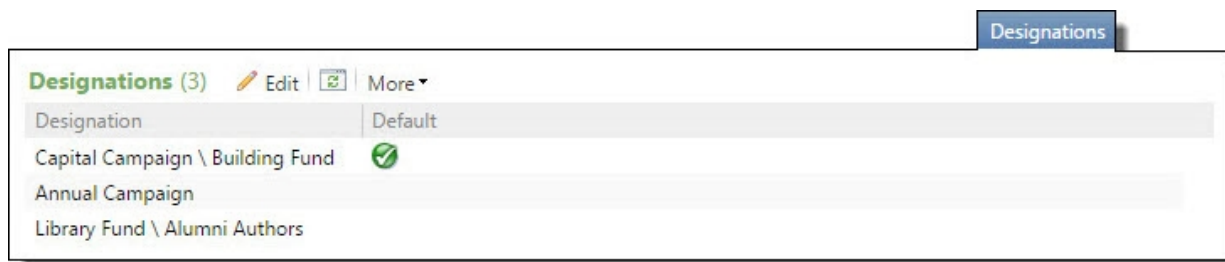 Designations
Designations (3) Edit More
Designation Default
Capital Campaign \ Building Fund
Annual Campaign
Library Fund \ Alumni Authors